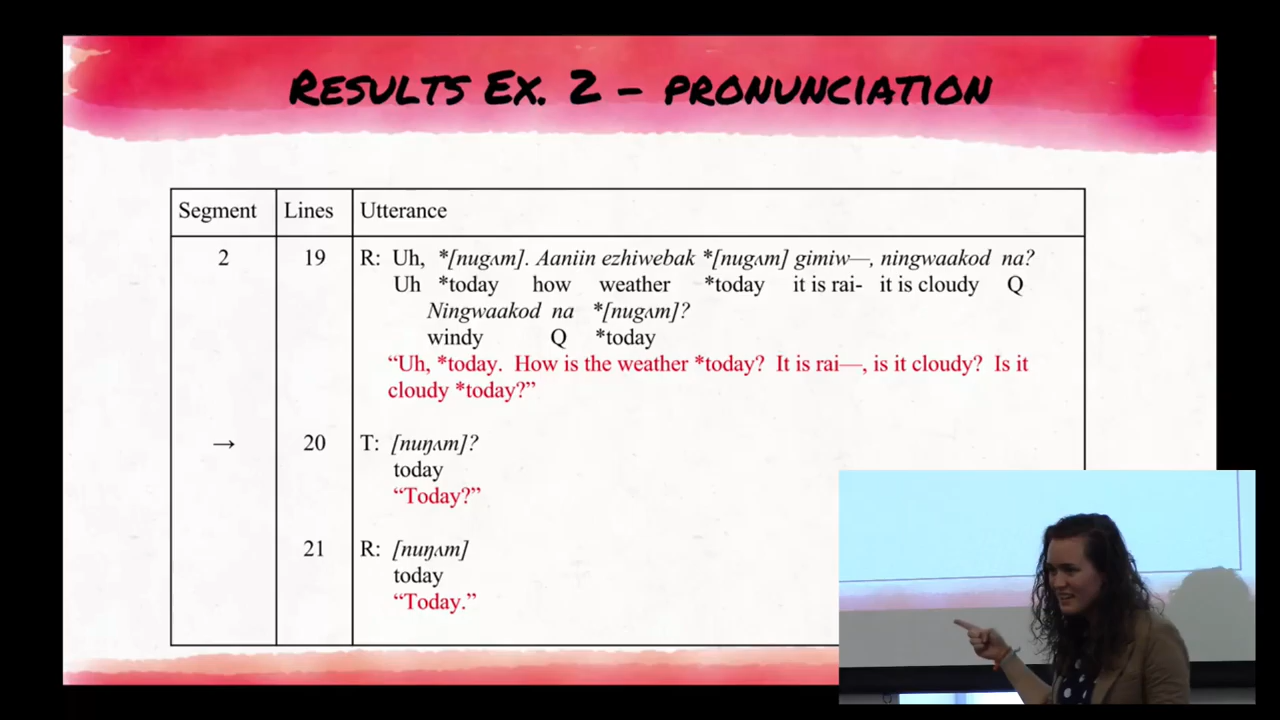 RESULTS EX. 2 – PRONUNCIATION
Segment Lines Utterance
2 19 R: Uh, *[nugʌm]. Aaniin ezhiwebak *[nugʌm] gimiw—, ningwaakod na?
Uh *today how weather *today it is rai- it is cloudy Q
Ningwaakod na *[nugʌm]?
windy Q *today
“Uh, *today. How is the weather *today? It is rai—, is it cloudy? Is it
cloudy *today?”
→ 20 T: [nuŋʌm]?
today
“Today?”
21 R: [nuŋʌm]
today
“Today.”